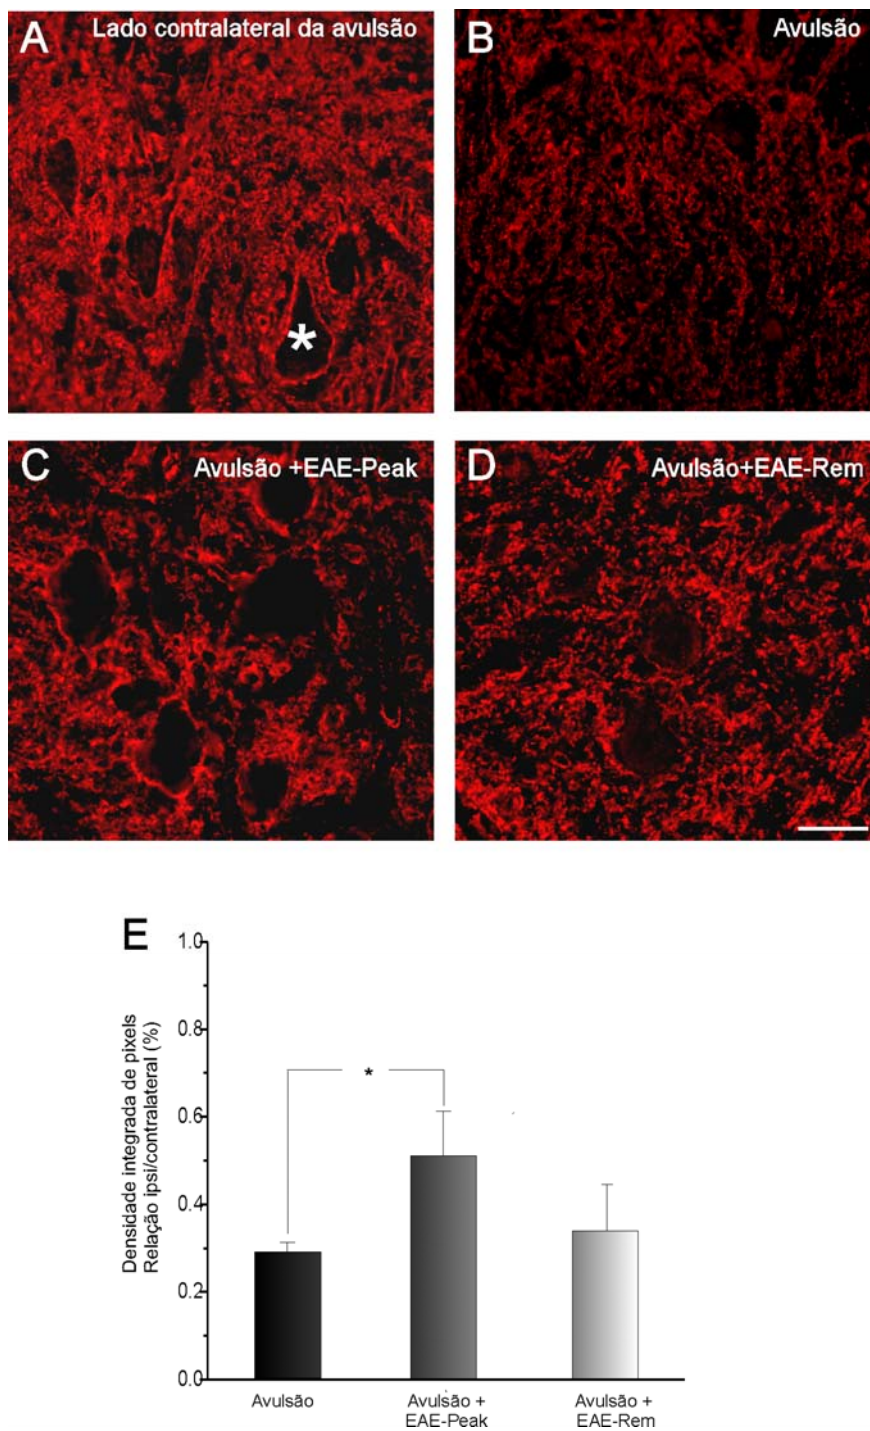 A
Lado contralateral da avulsão
B
Avulsão
*
C
Avulsão +EAE-Peak
D
Avulsão+EAE-Rem
E
Densidade integrada de pixels
Relação ipsi/contralateral (%)
1.0
0.8
0.6
0.4
0.2
0.0
*
Avulsão
Avulsão +
EAE-Peak
Avulsão +
EAE-Rem